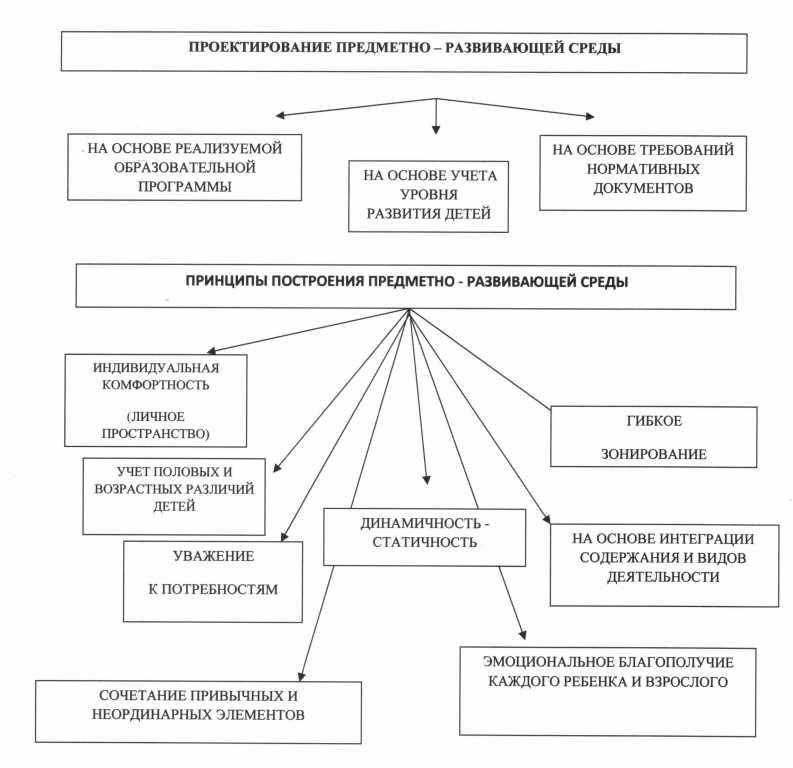 ПРОЕКТИРОВАНИЕ ПРЕДМЕТНО – РАЗВИВАЮЩЕЙ СРЕДЫ
НА ОСНОВЕ РЕАЛИЗУЕМОЙ
ОБРАЗОВАТЕЛЬНОЙ
ПРОГРАММЫ
НА ОСНОВЕ УЧЕТА
УРОВНЯ
РАЗВИТИЯ ДЕТЕЙ
НА ОСНОВЕ ТРЕБОВАНИЙ
НОРМАТИВНЫХ
ДОКУМЕНТОВ
ПРИНЦИПЫ ПОСТРОЕНИЯ ПРЕДМЕТНО - РАЗВИВАЮЩЕЙ СРЕДЫ
ИНДИВИДУАЛЬНАЯ
КОМФОРТНОСТЬ
(ЛИЧНОЕ
ПРОСТРАНСТВО)
ГИБКОЕ
ЗОНИРОВАНИЕ
УЧЕТ ПОЛОВЫХ И
ВОЗРАСТНЫХ РАЗЛИЧИЙ
ДЕТЕЙ
ДИНАМИЧНОСТЬ -
СТАТИЧНОСТЬ
НА ОСНОВЕ ИНТЕГРАЦИИ
СОДЕРЖАНИЯ И ВИДОВ
ДЕЯТЕЛЬНОСТИ
УВАЖЕНИЕ
К ПОТРЕБНОСТЯМ
ЭМОЦИОНАЛЬНОЕ БЛАГОПОЛУЧИЕ
КАЖДОГО РЕБЕНКА И ВЗРОСЛОГО
СОЧЕТАНИЕ ПРИВЫЧНЫХ И
НЕОРДИНАРНЫХ ЭЛЕМЕНТОВ